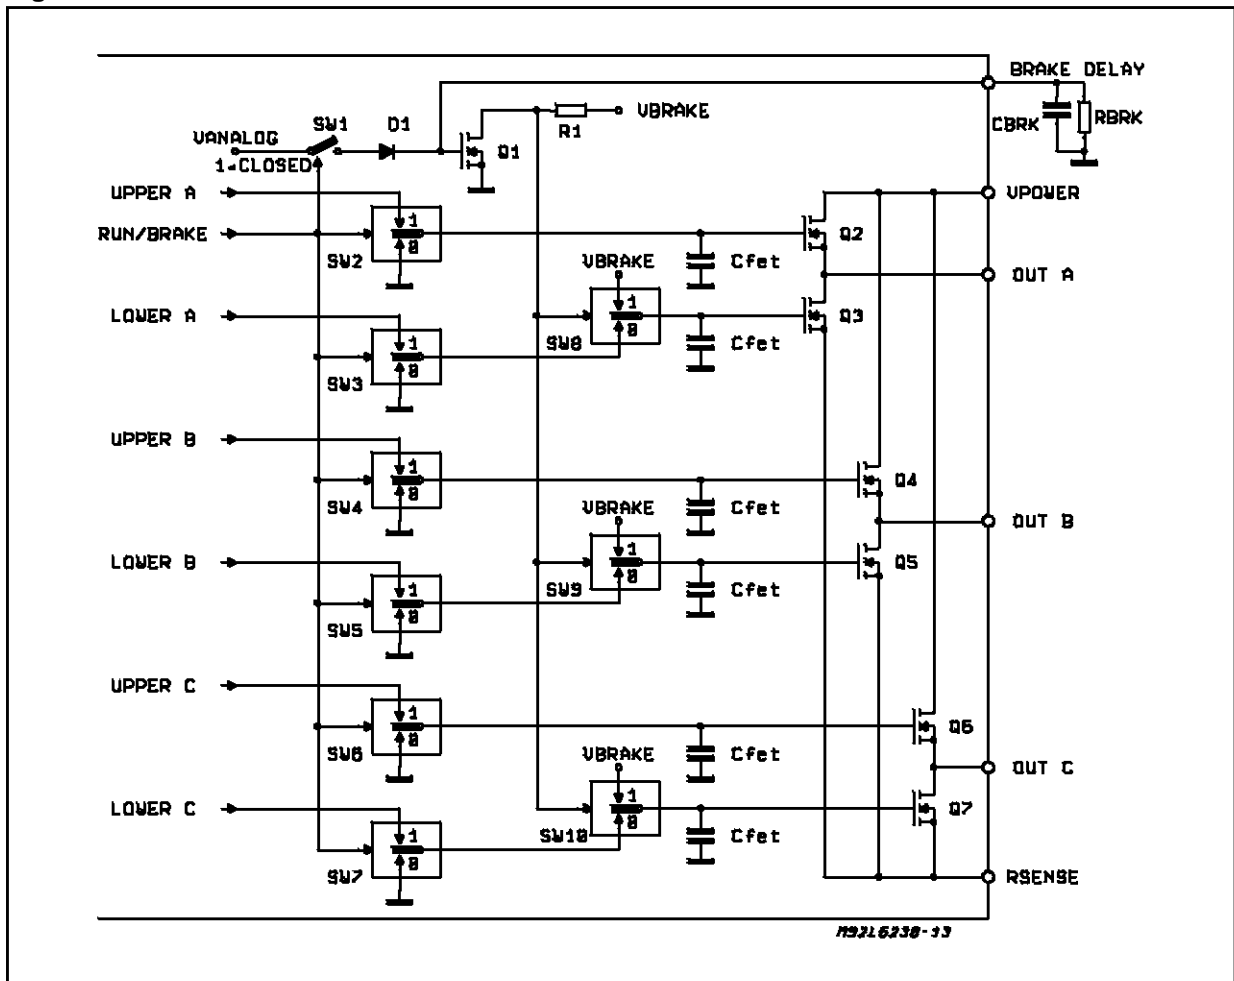 BRAKE DELAY
SW1 D1 VBRAKE
R1 CBRK RBRK
VANALOG
Q1
1=CLOSED
UPPER A VPOWER
1
RUN/BRAKE Q2
0
SW2 VBRAKE Cfet OUT A
1
LOWER A Q3
0
1 SW8 Cfet
0
SW3
UPPER B
1 Q4
0
SW4 VBRAKE Cfet OUT B
1
LOWER B Q5
0
1 SW9 Cfet
0
SW5
UPPER C
1 Q6
0
SW6 VBRAKE Cfet OUT C
1
LOWER C Q7
0
1 SW10 Cfet
0
SW7 RSENSE
M92L6238-33